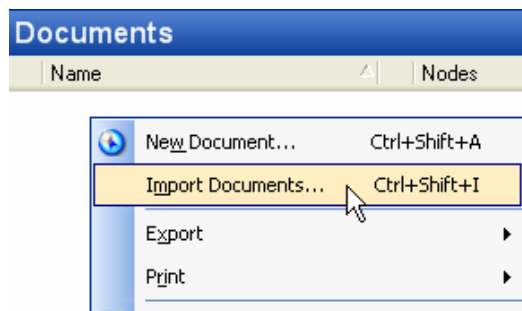 Documents
Name Nodes
New Document... Ctrl+Shift+A
Import Documents... Ctrl+Shift+I
Export
Print